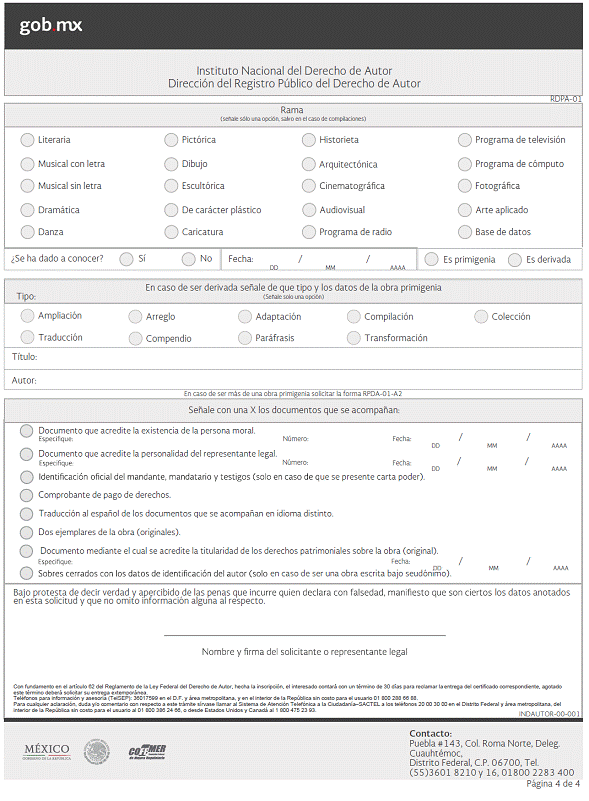 gob.mx
Instituto Nacional del Derecho de Autor
Dirección del Registro Público del Derecho de Autor
RDPA-01
Rama
(señale sólo una opción, salvo en el caso de compilaciones)
Literaria Pictórica Historieta Programa de televisión
Musical con letra Dibujo Arquitectónica Programa de cómputo
Musical sin letra Escultórica Cinematográfica Fotográfica
Dramática De carácter plástico Audiovisual Arte aplicado
Danza Caricatura Programa de radio Base de datos
¿Se ha dado a conocer? Sí No Fecha: / / Es primigenia Es derivada
DD MM AAAA
En caso de ser derivada señale de que tipo y los datos de la obra primigenia
Tipo: (Señale solo una opción)
Ampliación Arreglo Adaptación Compilación Colección
Traducción Compendio Paráfrasis Transformación
Título:
Autor:
En caso de ser más de una obra primigenia solicitar la forma RPDA-01-A2
Señale con una X los documentos que se acompañan:
Documento que acredite la existencia de la persona moral.
Especifique: Número: Fecha: / /
DD MM AAAA
Documento que acredite la personalidad del representante legal.
Especifique: Número: Fecha: / /
DD MM AAAA
Identificación oficial del mandante, mandatario y testigos (solo en caso de que se presente carta poder).
Comprobante de pago de derechos.
Traducción al español de los documentos que se acompañan en idioma distinto.
Dos ejemplares de la obra (originales).
Documento mediante el cual se acredite la titularidad de los derechos patrimoniales sobre la obra (original).
Especifique: Fecha: / /
DD MM AAAA
Sobres cerrados con los datos de identificación del autor (solo en caso de ser una obra escrita bajo seudónimo).
Bajo protesta de decir verdad y apercibido de las penas que incurre quien declara con falsedad, manifiesto que son ciertos los datos anotados
en esta solicitud y que no omito información alguna al respecto.
Nombre y firma del solicitante o representante legal
Con fundamento en el artículo 62 del Reglamento de la Ley Federal del Derecho de Autor, hecha la inscripción, el interesado contará con un término de 30 días para reclamar la entrega del certificado correspondiente, agotado
este término deberá solicitar su entrega extemporánea.
Teléfonos para información y asesoría (TelSEP): 36017599 en el D.F. y área metropolitana, y en el interior de la República sin costo para el usuario 01 800 288 66 88.
Para cualquier aclaración, duda y/o comentario con respecto a este trámite sírvase llamar al Sistema de Atención Telefónica a la Ciudadanía-SACTEL a los teléfonos 20 00 30 00 en el Distrito Federal y área metropolitana, del
interior de la República sin costo para el usuario al 01 800 386 24 66, o desde Estados Unidos y Canadá al 1 800 475 23 93.
INDAUTOR-00-001
MÉXICO
GOBIERNO DE LA REPÚBLICA
Contacto:
Puebla #143, Col. Roma Norte, Deleg.
Cuauhtémoc,
Distrito Federal, C.P. 06700, Tel.
(55)3601 8210 y 16, 01800 2283 400
Página 4 de 4